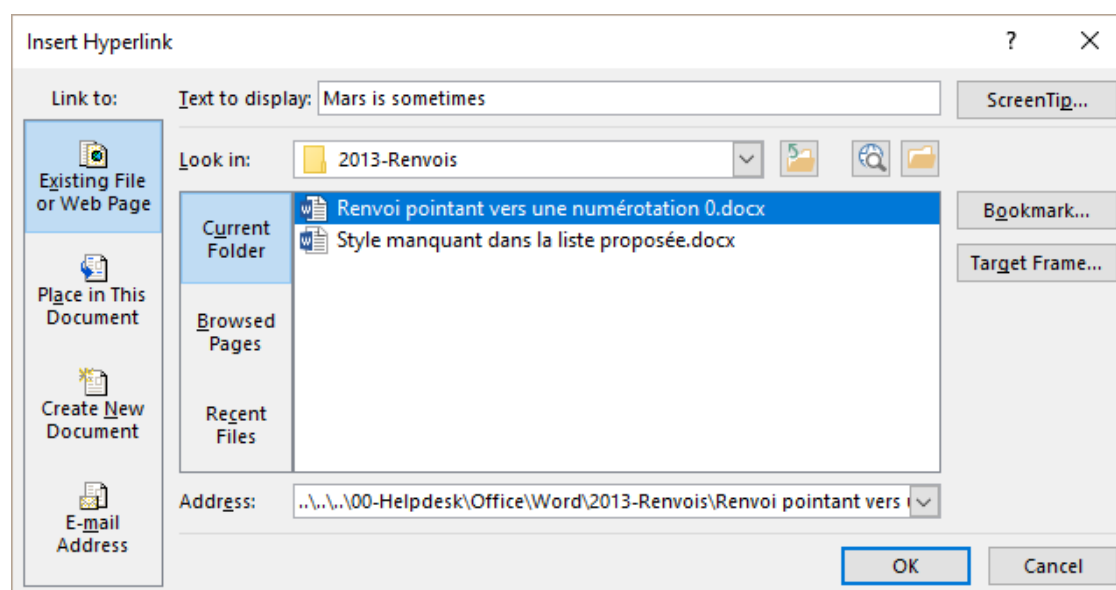 Insert Hyperlink
?
Link to:
Text to display: Mars is sometimes
ScreenTip...
Existing File
or Web Page
Look in: 2013-Renvois
Current
Folder
Renvoi pointant vers une numérotation 0.docx
Style manquant dans la liste proposée.docx
Bookmark...
Target Frame...
Place in This
Document
Browsed
Pages
Create New
Document
Recent
Files
Address: ..\..\..\00-Helpdesk\Office\Word\2013-Renvois\Renvoi pointant vers
E-mail
Address
OK
Cancel